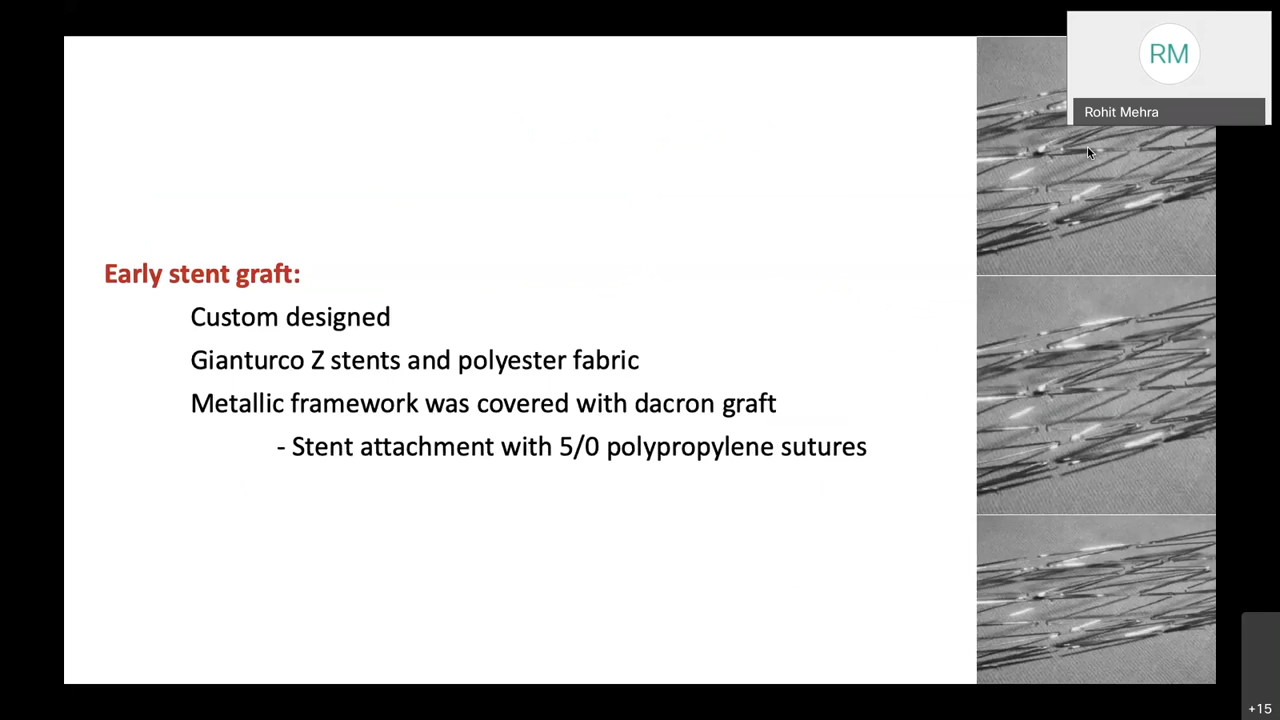 RM
Rohit Mehra
Early stent graft:
Custom designed
Gianturco Z stents and polyester fabric
Metallic framework was covered with dacron graft
- Stent attachment with 5/0 polypropylene sutures
+15